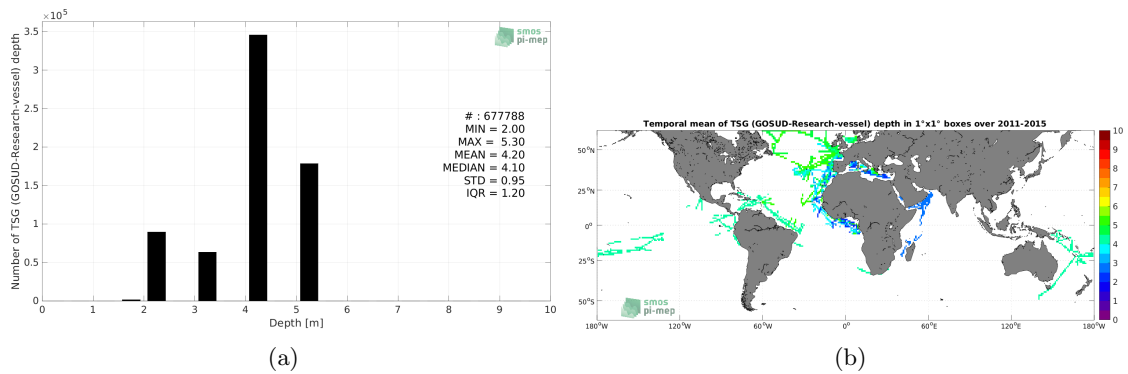 ×10⁵
3.5
3
2.5
2
1.5
1
0.5
0
Number of TSG (GOSUD-Research-vessel) depth
0 1 2 3 4 5 6 7 8 9 10
Depth [m]
smos
pi-mep
# : 677788
MIN = 2.00
MAX = 5.30
MEAN = 4.20
MEDIAN = 4.10
STD = 0.95
IQR = 1.20
(a)
Temporal mean of TSG (GOSUD-Research-vessel) depth in 1°x1° boxes over 2011-2015
50°N
25°N
0°
25°S
50°S
180°W 120°W 60°W 0° 60°E 120°E 180°E
smos
pi-mep
10
9
8
7
6
5
4
3
2
1
0
(b)